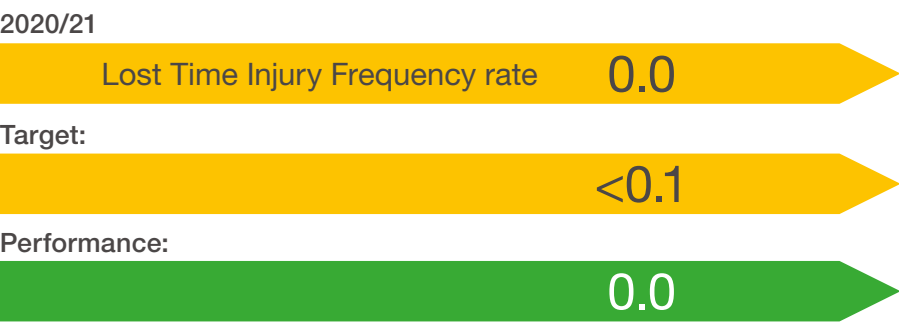 2020/21
Lost Time Injury Frequency rate 0.0
Target:
<0.1
Performance:
0.0